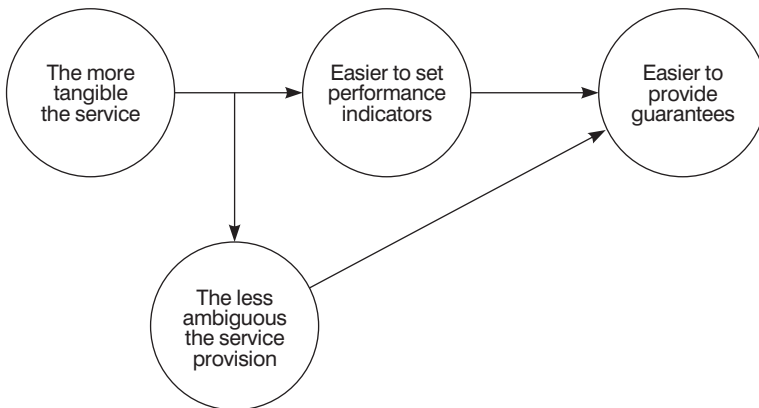 The more
tangible
the service
Easier to set
performance
indicators
Easier to
provide
guarantees
The less
ambiguous
the service
provision